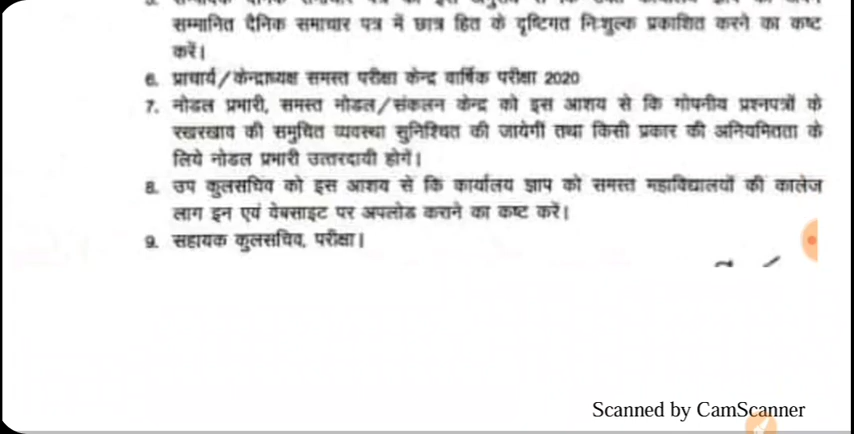 सम्मानित दैनिक समाचार पत्र में छात्र हित के दृष्टिगत निःशुल्क प्रकाशित करने का कष्ट
करें।
6. प्राचार्य/केन्द्राध्यक्ष समस्त परीक्षा केन्द्र वार्षिक परीक्षा 2020
7. नोडल प्रभारी, समस्त नोडल/संकलन केन्द्र को इस आशय से कि गोपनीय प्रश्नपत्रों के
रखरखाव की समुचित व्यवस्था सुनिश्चित की जायेगीं तथा किसी प्रकार की अनियमितता के
लिये नोडल प्रभारी उत्तरदायी होगें।
8. उप कुलसचिव को इस आशय से कि कार्यालय ज्ञाप को समस्त महाविद्यालयों की कालेज
लाग इन एवं वेबसाइट पर अपलोड कराने का कष्ट करें।
9. सहायक कुलसचिव, परीक्षा।
Scanned by CamScanner